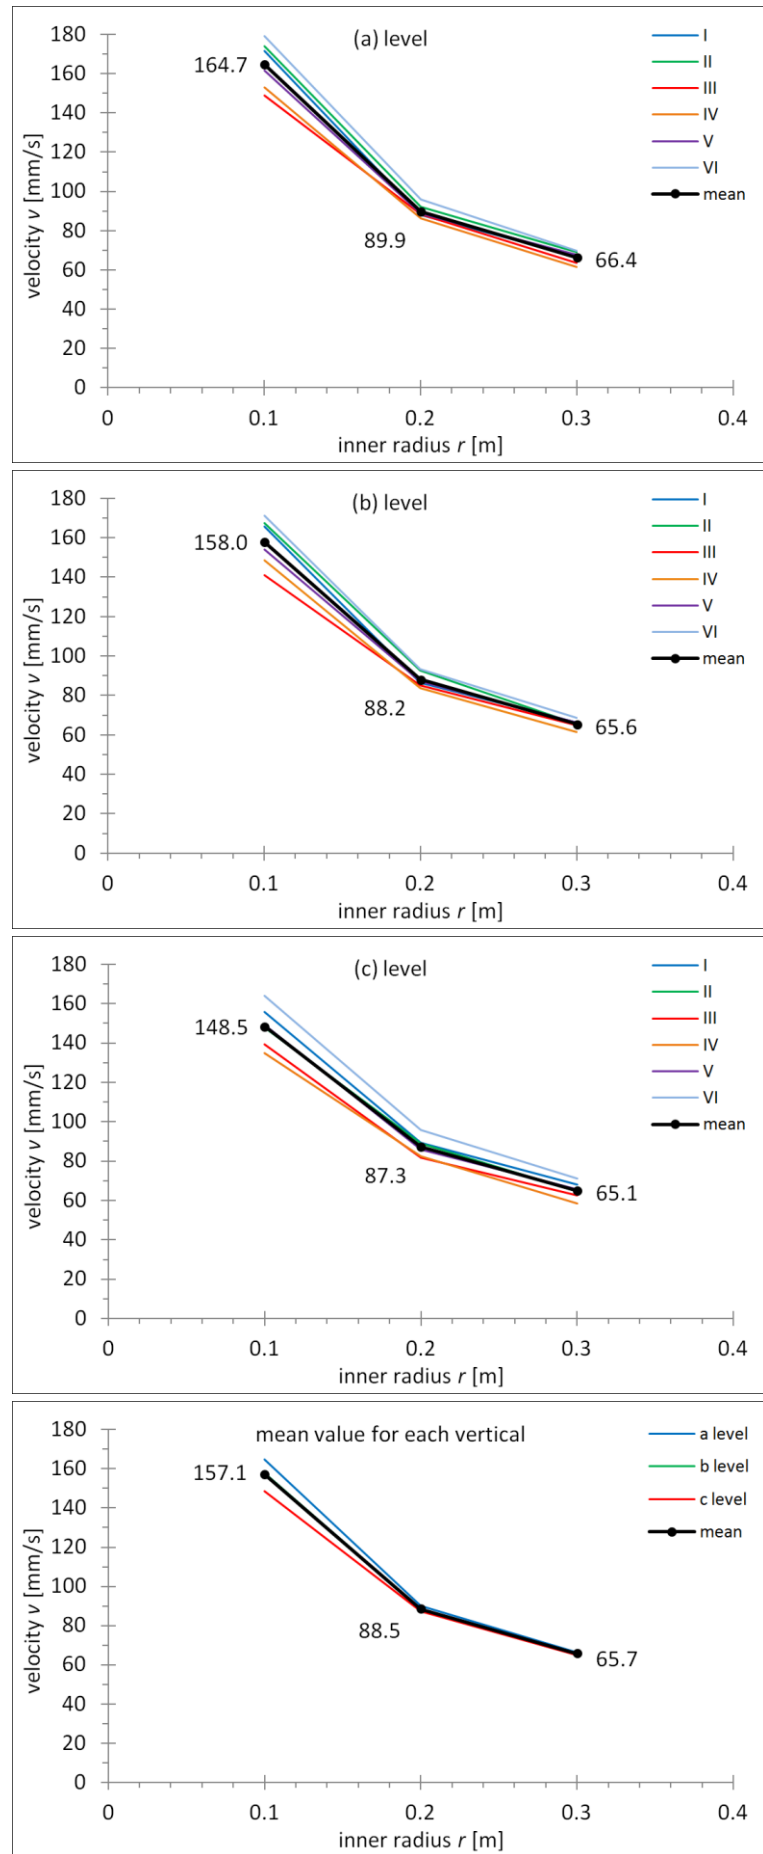 (a) level
velocity v [mm/s]
180
160
140
120
100
80
60
40
20
0
164.7
89.9
66.4
I
II
III
IV
V
VI
mean
0 0.1 0.2 0.3 0.4
inner radius r [m]
(b) level
velocity v [mm/s]
180
160
140
120
100
80
60
40
20
0
158.0
88.2
65.6
I
II
III
IV
V
VI
mean
0 0.1 0.2 0.3 0.4
inner radius r [m]
(c) level
velocity v [mm/s]
180
160
140
120
100
80
60
40
20
0
148.5
87.3
65.1
I
II
III
IV
V
VI
mean
0 0.1 0.2 0.3 0.4
inner radius r [m]
mean value for each vertical
velocity v [mm/s]
180
160
140
120
100
80
60
40
20
0
157.1
88.5
65.7
a level
b level
c level
mean
0 0.1 0.2 0.3 0.4
inner radius r [m]